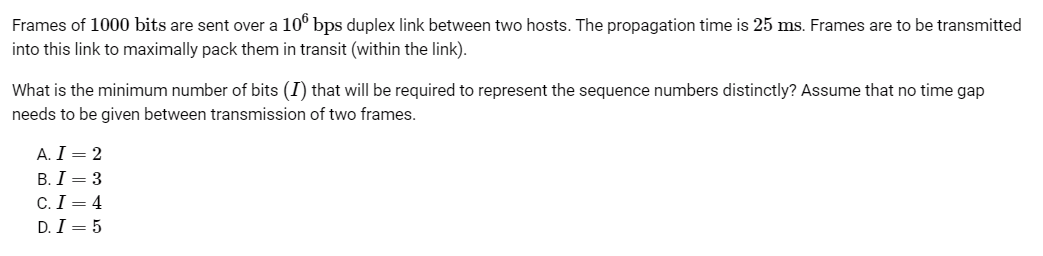 Frames of 1000 bits are sent over a 10⁶ bps duplex link between two hosts. The propagation time is 25 ms. Frames are to be transmitted
into this link to maximally pack them in transit (within the link).
What is the minimum number of bits (I) that will be required to represent the sequence numbers distinctly? Assume that no time gap
needs to be given between transmission of two frames.
A. I = 2
B. I = 3
C. I = 4
D. I = 5